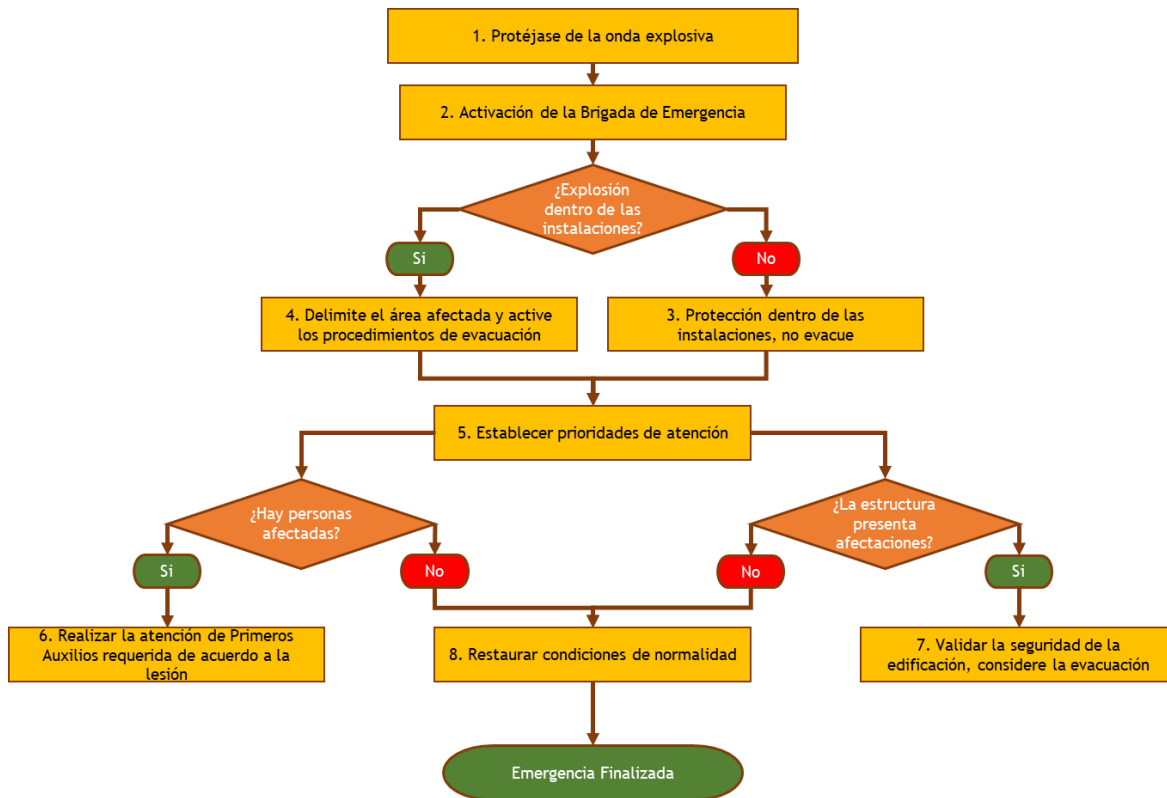 1. Protéjase de la onda explosiva
2. Activación de la Brigada de Emergencia
¿Explosión
dentro de las
instalaciones?
Si
No
4. Delimite el área afectada y active
los procedimientos de evacuación
3. Protección dentro de las
instalaciones, no evacue
5. Establecer prioridades de atención
¿Hay personas
afectadas?
¿La estructura
presenta
afectaciones?
Si
No
No
Si
6. Realizar la atención de Primeros
Auxilios requerida de acuerdo a la
lesión
8. Restaurar condiciones de normalidad
7. Validar la seguridad de la
edificación, considere la evacuación
Emergencia Finalizada